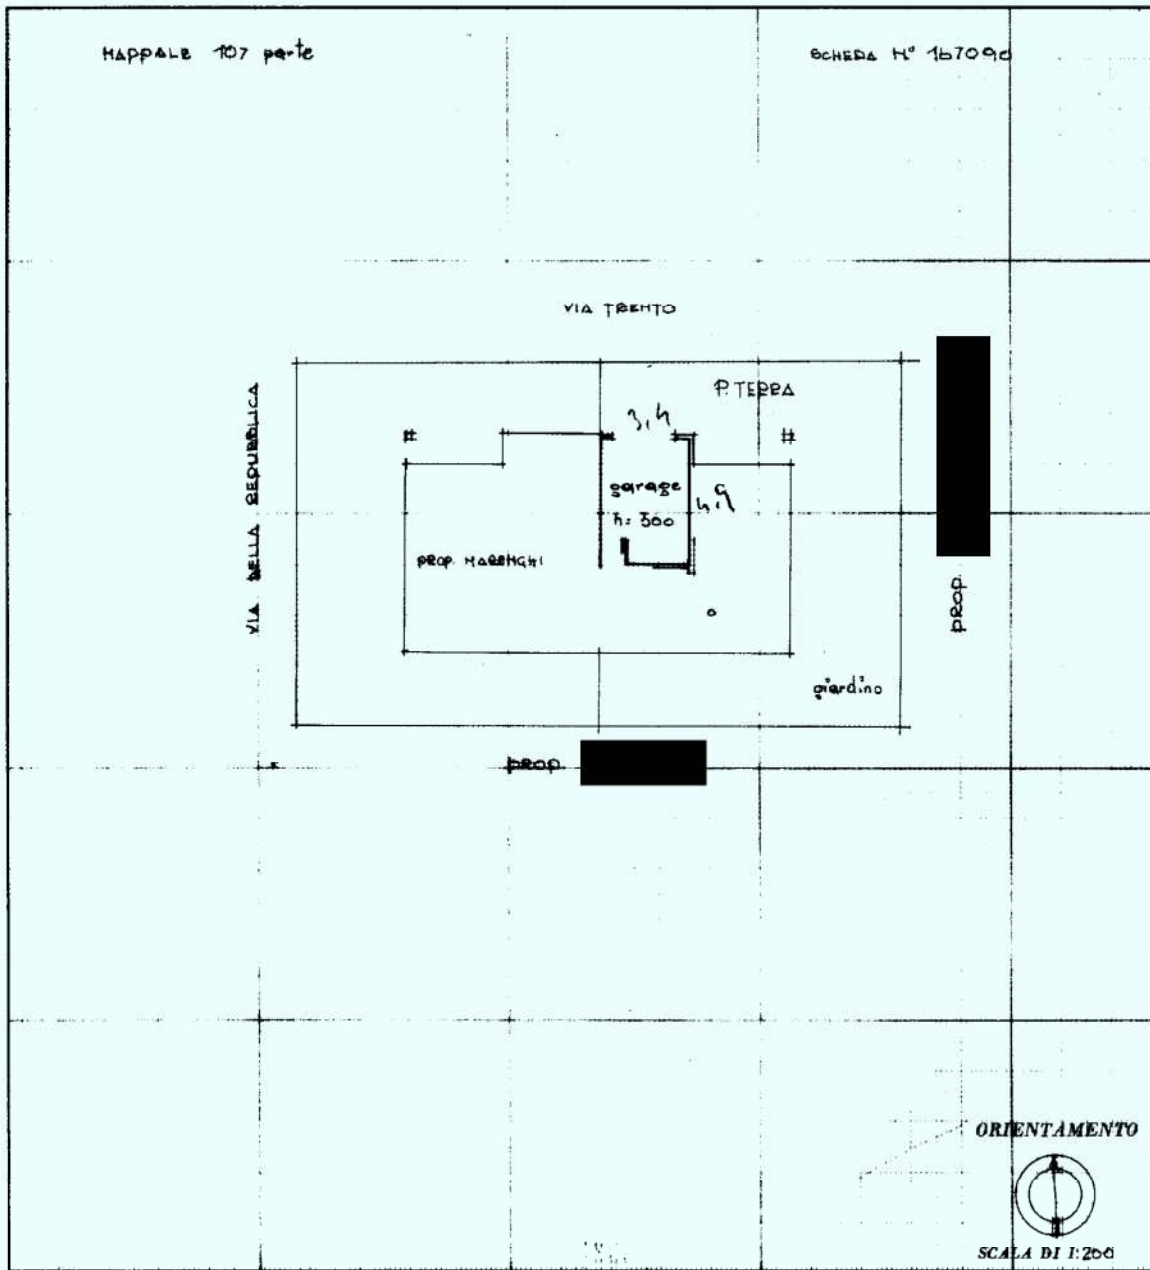 MAPPALE 107 parte
SCHEDA N° 167090
VIA TRENTO
P. TERRA
3,4
VIA DELLA REPUBBLICA
garage
4,9
h= 300
PROP. MARENGHI
PROP.
giardino
PROP.
ORIENTAMENTO
SCALA DI 1:200